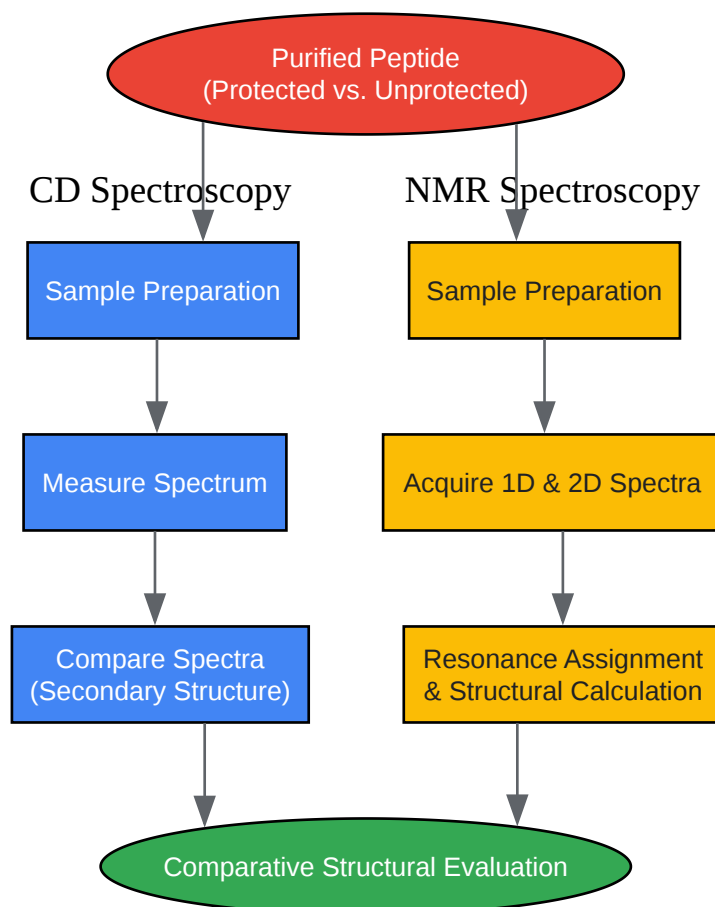 Purified Peptide
(Protected vs. Unprotected)
CD Spectroscopy
NMR Spectroscopy
Sample Preparation
Sample Preparation
Measure Spectrum
Acquire 1D & 2D Spectra
Compare Spectra
(Secondary Structure)
Resonance Assignment
& Structural Calculation
Comparative Structural Evaluation